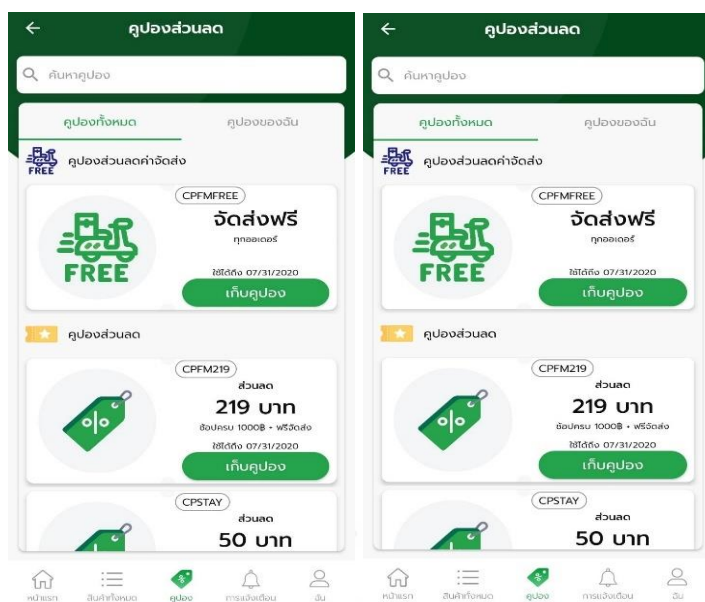 คูปองส่วนลด
ค้นหาคูปอง
คูปองทั้งหมด คูปองของฉัน
FREE คูปองส่วนลดค่าจัดส่ง
CPFMFREE
จัดส่งฟรี
ทุกออเดอร์
FREE
ใช้ได้ถึง 07/31/2020
เก็บคูปอง
คูปองส่วนลด
CPFM219
ส่วนลด
219 บาท
ช้อปครบ 1000฿ • ฟรีจัดส่ง
ใช้ได้ถึง 07/31/2020
เก็บคูปอง
CPSTAY
ส่วนลด
50 บาท
หน้าแรก สินค้าทั้งหมด คูปอง การแจ้งเตือน ฉัน
คูปองส่วนลด
ค้นหาคูปอง
คูปองทั้งหมด คูปองของฉัน
FREE คูปองส่วนลดค่าจัดส่ง
CPFMFREE
จัดส่งฟรี
ทุกออเดอร์
FREE
ใช้ได้ถึง 07/31/2020
เก็บคูปอง
คูปองส่วนลด
CPFM219
ส่วนลด
219 บาท
ช้อปครบ 1000฿ • ฟรีจัดส่ง
ใช้ได้ถึง 07/31/2020
เก็บคูปอง
CPSTAY
ส่วนลด
50 บาท
หน้าแรก สินค้าทั้งหมด คูปอง การแจ้งเตือน ฉัน